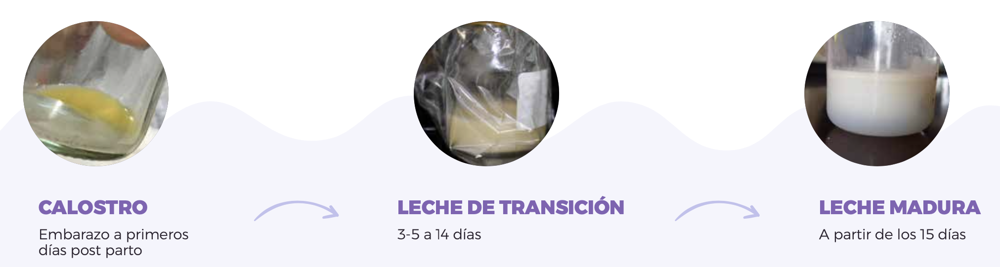 CALOSTRO
Embarazo a primeros
días post parto
LECHE DE TRANSICIÓN
3-5 a 14 días
LECHE MADURA
A partir de los 15 días